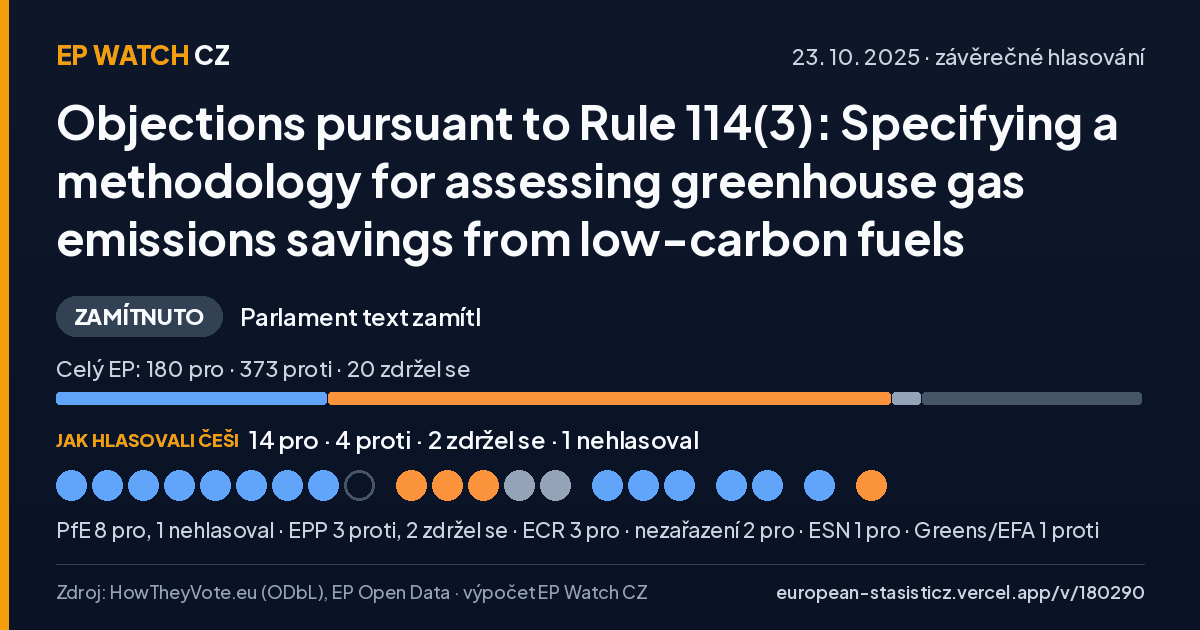 EP WATCH CZ
23. 10. 2025 · závěrečné hlasování
Objections pursuant to Rule 114(3): Specifying a
methodology for assessing greenhouse gas
emissions savings from low-carbon fuels
ZAMÍTNUTO Parlament text zamítl
Celý EP: 180 pro · 373 proti · 20 zdržel se
JAK HLASOVALI ČEŠI 14 pro · 4 proti · 2 zdržel se · 1 nehlasoval
PfE 8 pro, 1 nehlasoval · EPP 3 proti, 2 zdržel se · ECR 3 pro · nezařazení 2 pro · ESN 1 pro · Greens/EFA 1 proti
Zdroj: HowTheyVote.eu (ODbL), EP Open Data · výpočet EP Watch CZ
european-stasisticz.vercel.app/v/180290